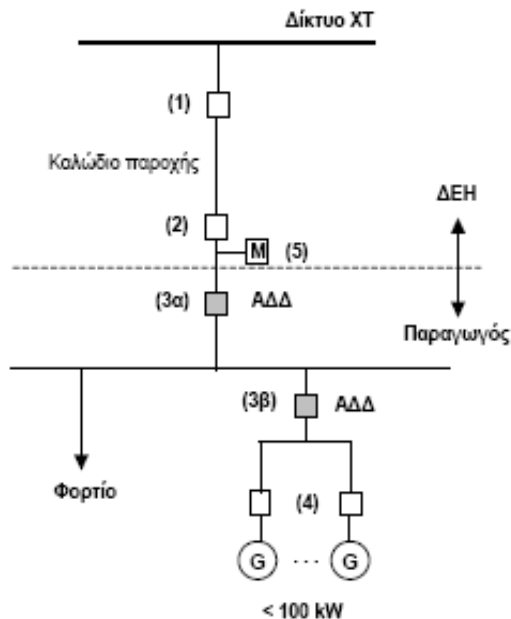 Δίκτυο ΧΤ
(1)
Καλώδιο παροχής
(2)
M (5)
ΔΕΗ
(3α) ΑΔΔ
Παραγωγός
(3β) ΑΔΔ
Φορτίο
(4)
G ... G
< 100 kW